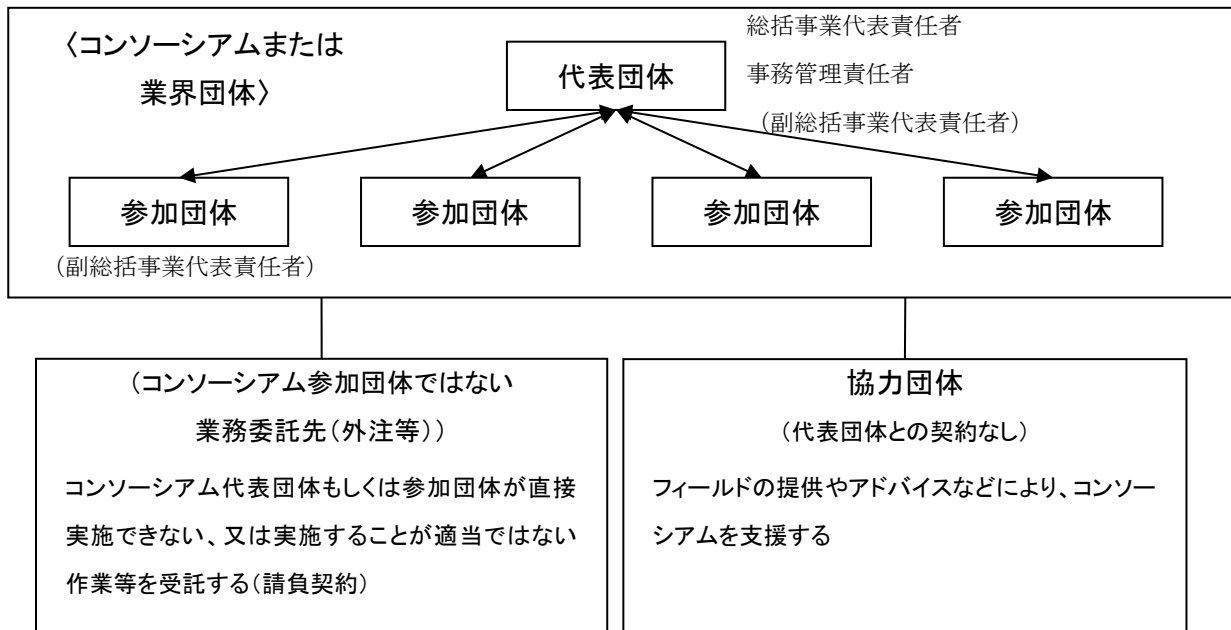 〈コンソーシアムまたは
業界団体〉
代表団体
総括事業代表責任者
事務管理責任者
（副総括事業代表責任者）
参加団体
参加団体
参加団体
参加団体
（副総括事業代表責任者）
（コンソーシアム参加団体ではない
業務委託先（外注等））
コンソーシアム代表団体もしくは参加団体が直接
実施できない、又は実施することが適当ではない
作業等を受託する（請負契約）
協力団体
（代表団体との契約なし）
フィールドの提供やアドバイスなどにより、コンソー
シアムを支援する